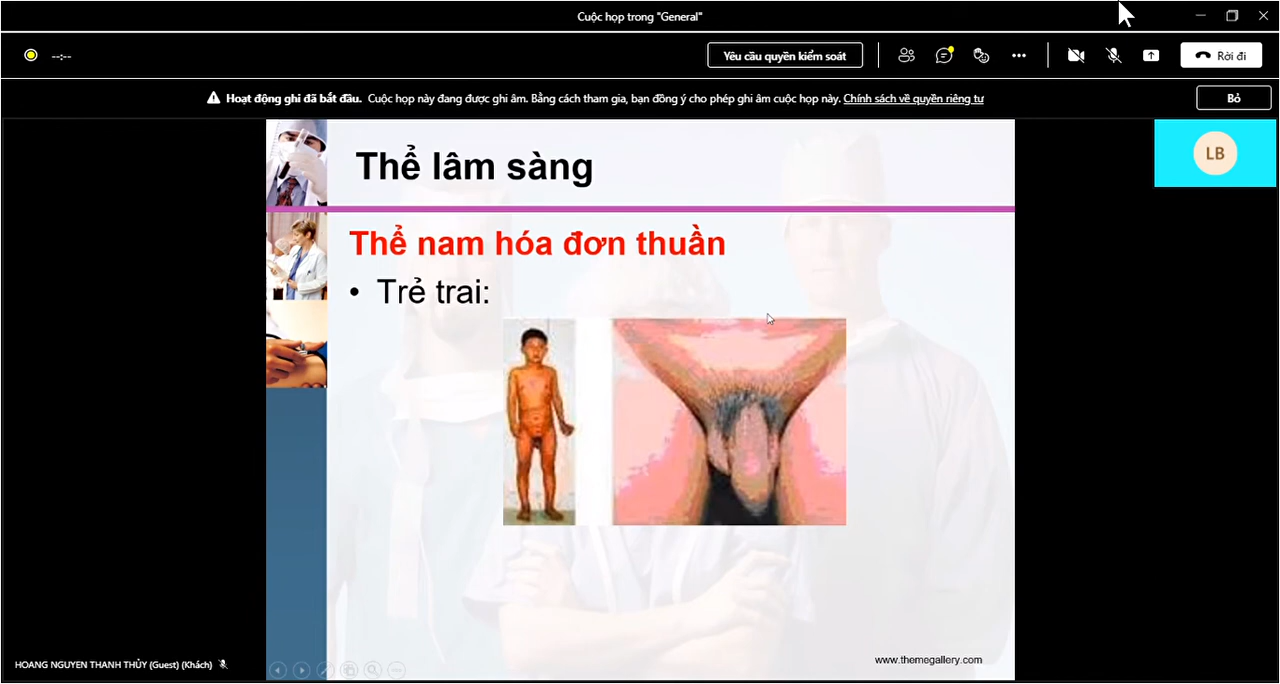 Cuộc họp trong "General"
--:--
Yêu cầu quyền kiểm soát
Rời đi
Hoạt động ghi đã bắt đầu. Cuộc họp này đang được ghi âm. Bằng cách tham gia, bạn đồng ý cho phép ghi âm cuộc họp này. Chính sách về quyền riêng tư
Bỏ
LB
Thể lâm sàng
Thể nam hóa đơn thuần
• Trẻ trai:
www.themegallery.com
HOANG NGUYEN THANH THỦY (Guest) (Khách)